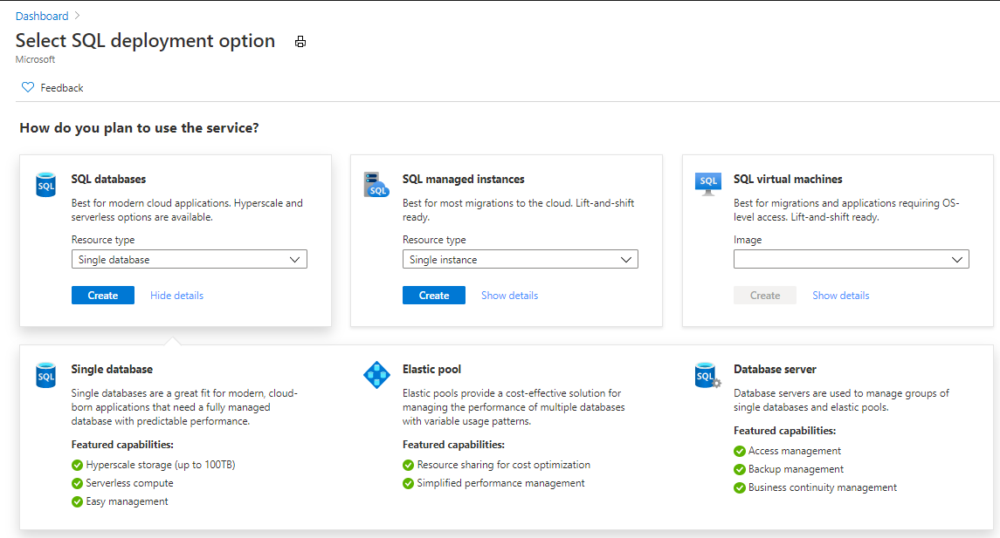 Dashboard
Select SQL deployment option
Microsoft
Feedback
How do you plan to use the service?
SQL
SQL databases
Best for modern cloud applications. Hyperscale and
serverless options are available.
Resource type
Single database
Create
Hide details
SQL
SQL managed instances
Best for most migrations to the cloud. Lift-and-shift
ready.
Resource type
Single instance
Create
Show details
SQL
SQL virtual machines
Best for migrations and applications requiring OS-
level access. Lift-and-shift ready.
Image
Create
Show details
SQL
Single database
Single databases are a great fit for modern, cloud-
born applications that need a fully managed
database with predictable performance.
Featured capabilities:
Hyperscale storage (up to 100TB)
Serverless compute
Easy management
Elastic pool
Elastic pools provide a cost-effective solution for
managing the performance of multiple databases
with variable usage patterns.
Featured capabilities:
Resource sharing for cost optimization
Simplified performance management
SQL
Database server
Database servers are used to manage groups of
single databases and elastic pools.
Featured capabilities:
Access management
Backup management
Business continuity management